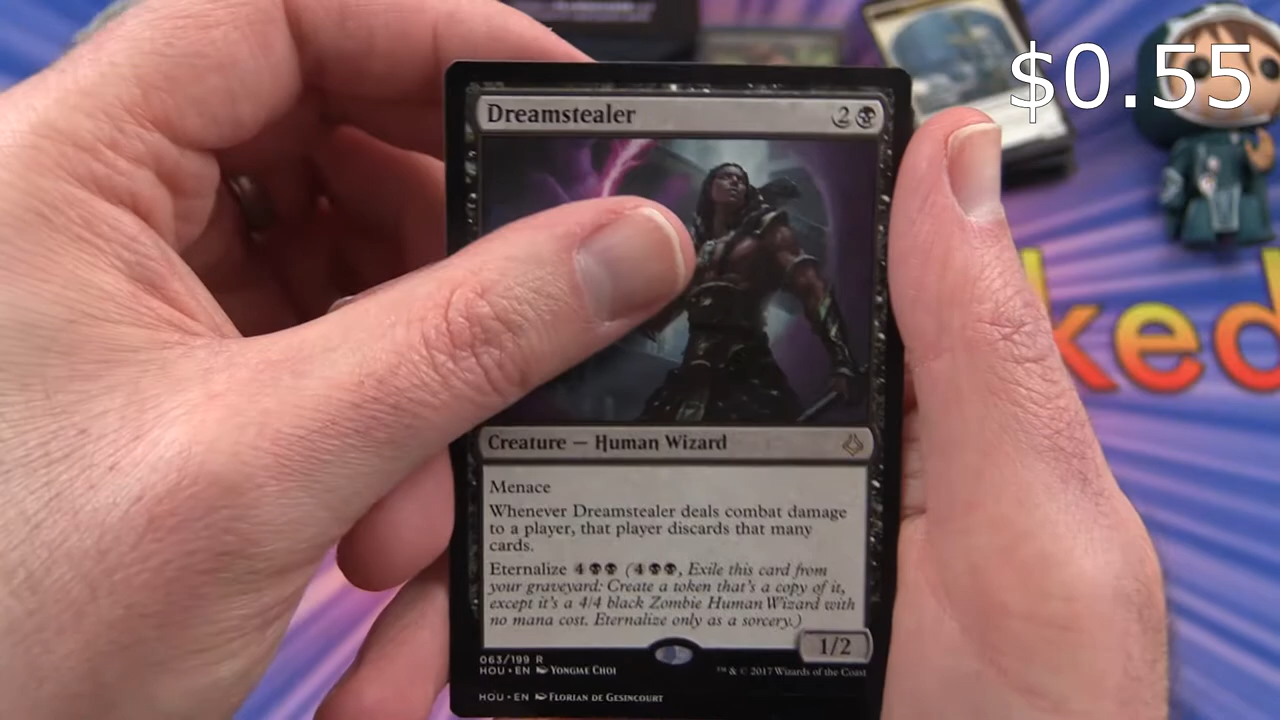 $0.55
Dreamstealer 2
ked
Creature — Human Wizard
Menace
Whenever Dreamstealer deals combat damage
to a player, that player discards that many
cards.
Eternalize 4 (4, Exile this card from
your graveyard: Create a token that's a copy of it,
except it's a 4/4 black Zombie Human Wizard with
no mana cost. Eternalize only as a sorcery.)
1/2
063/199 R
HOU • EN Yongjae Choi
™ & © 2017 Wizards of the Coast
HOU • EN Florian de Gesincourt